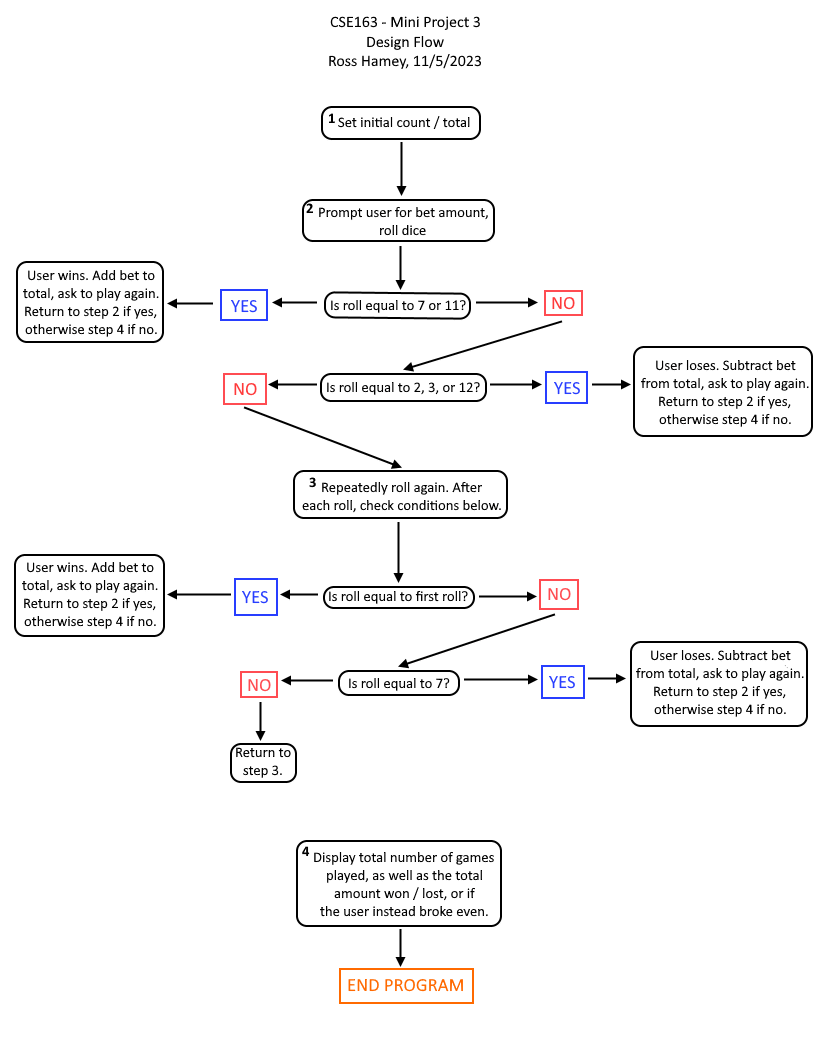 CSE163 - Mini Project 3
Design Flow
Ross Hamey, 11/5/2023
1 Set initial count / total
2 Prompt user for bet amount,
roll dice
User wins. Add bet to
total, ask to play again.
Return to step 2 if yes,
otherwise step 4 if no.
YES
Is roll equal to 7 or 11?
NO
NO
Is roll equal to 2, 3, or 12?
YES
User loses. Subtract bet
from total, ask to play again.
Return to step 2 if yes,
otherwise step 4 if no.
3 Repeatedly roll again. After
each roll, check conditions below.
User wins. Add bet to
total, ask to play again.
Return to step 2 if yes,
otherwise step 4 if no.
YES
Is roll equal to first roll?
NO
NO
Is roll equal to 7?
YES
User loses. Subtract bet
from total, ask to play again.
Return to step 2 if yes,
otherwise step 4 if no.
Return to
step 3.
4 Display total number of games
played, as well as the total
amount won / lost, or if
the user instead broke even.
END PROGRAM